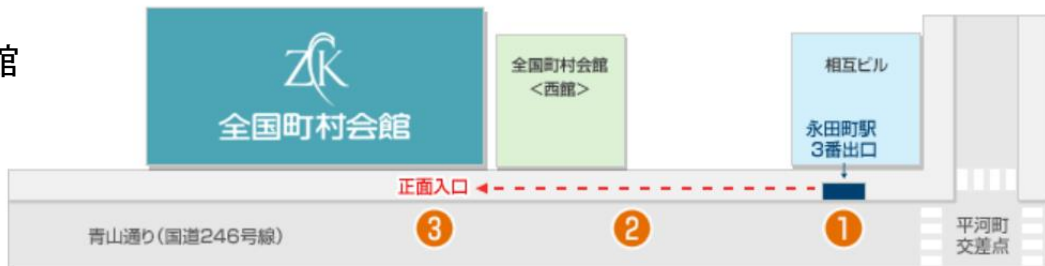 館
ZCK
全国町村会館
全国町村会館
<西館>
相互ビル
永田町駅
3番出口
正面入口
3
2
1
青山通り(国道246号線)
平河町
交差点